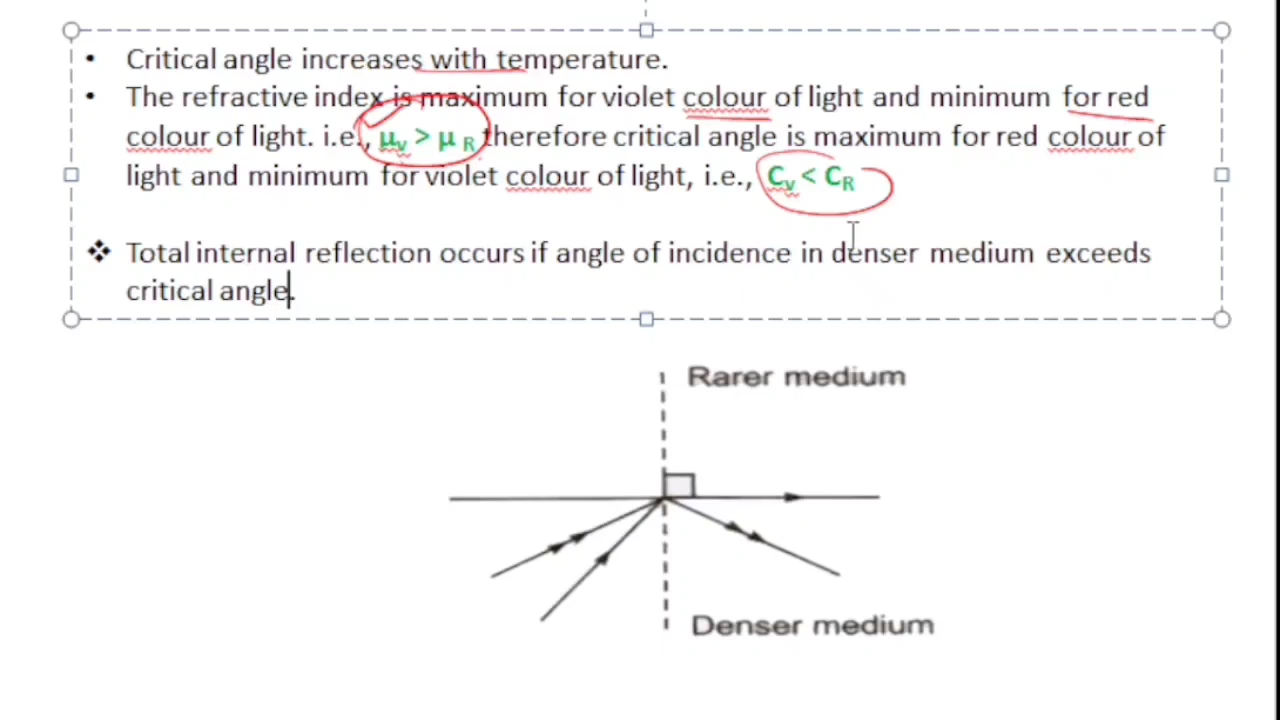 • Critical angle increases with temperature.
• The refractive index is maximum for violet colour of light and minimum for red
colour of light. i.e., μv > μ R therefore critical angle is maximum for red colour of
light and minimum for violet colour of light, i.e., Cv < CR
❖ Total internal reflection occurs if angle of incidence in denser medium exceeds
critical angle.
Rarer medium
Denser medium